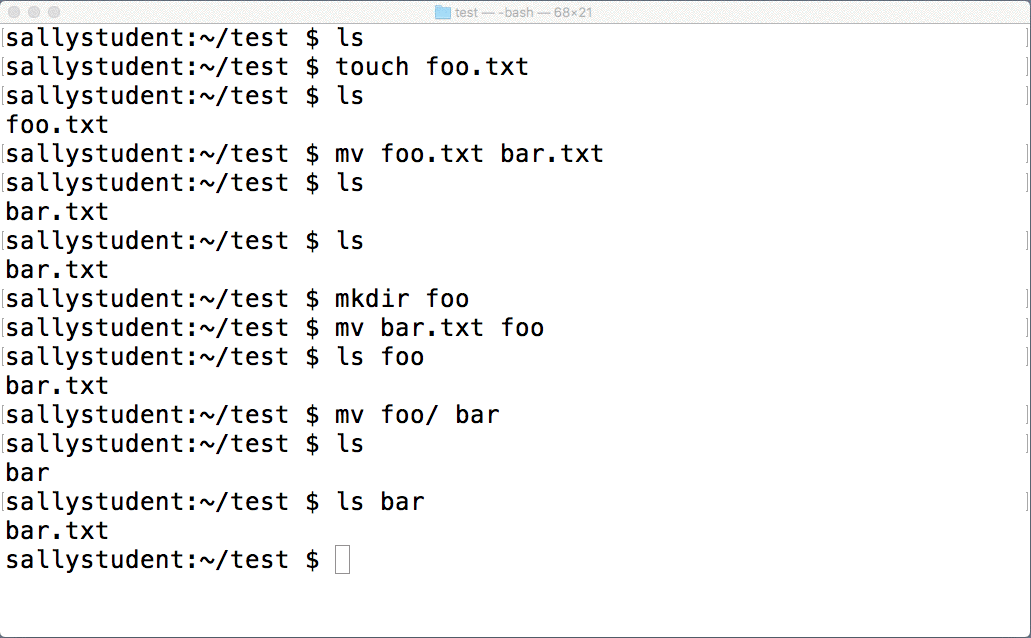 test — -bash — 68×21
sallystudent:~/test $ ls
sallystudent:~/test $ touch foo.txt
sallystudent:~/test $ ls
foo.txt
sallystudent:~/test $ mv foo.txt bar.txt
sallystudent:~/test $ ls
bar.txt
sallystudent:~/test $ ls
bar.txt
sallystudent:~/test $ mkdir foo
sallystudent:~/test $ mv bar.txt foo
sallystudent:~/test $ ls foo
bar.txt
sallystudent:~/test $ mv foo/ bar
sallystudent:~/test $ ls
bar
sallystudent:~/test $ ls bar
bar.txt
sallystudent:~/test $